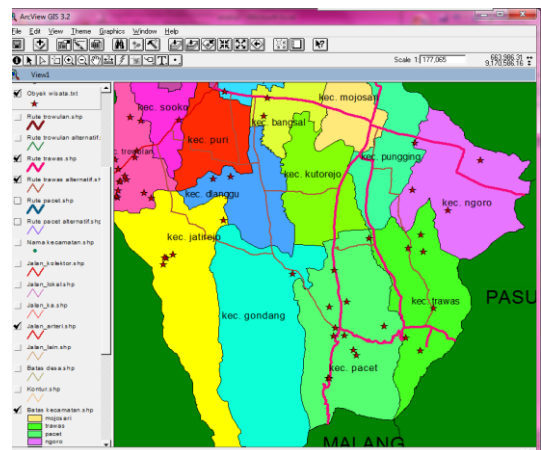 ArcView GIS 3.2
File Edit View Theme Graphics Window Help
Scale 1: 177,065
663,986.31
9,170,586.16
View1
Obyek wisata.txt
Rute trowulan.shp
Rute trowulan alternatif.
Rute trawas.shp
Rute trawas alternatif.sh
Rute pacet.shp
Rute pacet alternatif.shp
Nama kecamatan.shp
Jalan_kolektor.shp
Jalan_lokal.shp
Jalan_ka.shp
Jalan_arteri.shp
Jalan_lain.shp
Batas desa.shp
Kontur.shp
Batas kecamatan.shp
mojosari
trawas
pacet
ngoro
kec. sooko
kec. mojosari
kec. bangsal
kec. puri
c. trowulan
kec. pungging
kec. kutorejo
kec. dlanggu
kec. ngoro
kec. jatirejo
kec. trawas
PASU
kec. gondang
kec. pacet
MALANG